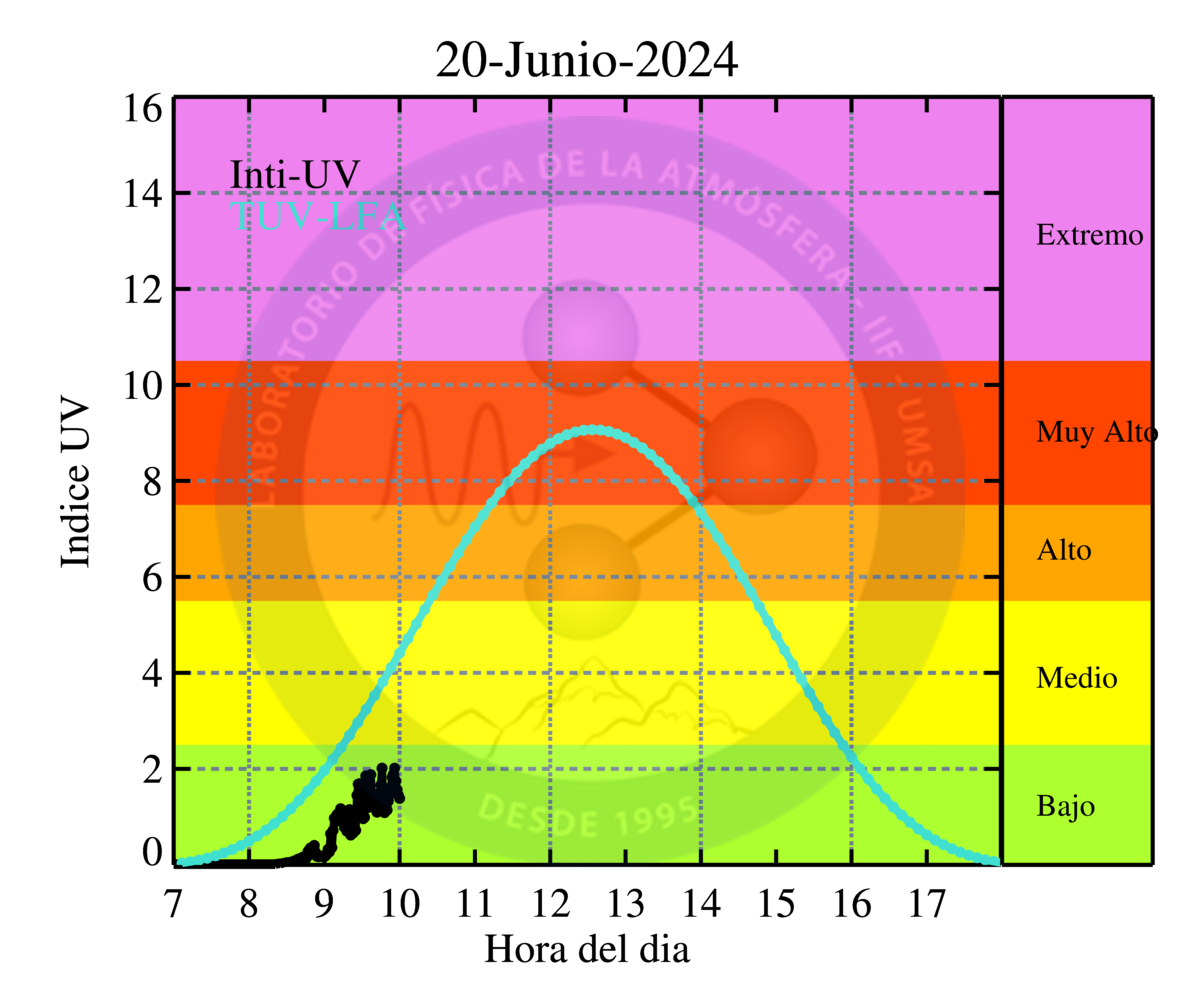 20-Junio-2024
16
14
12
10
8
6
4
2
0
Indice UV
Inti-UV
TUV-LFA
LABORATORIO DE FÍSICA DE LA ATMÓSFERA - IIF - UMSA
DESDE 1995
Extremo
Muy Alto
Alto
Medio
Bajo
7 8 9 10 11 12 13 14 15 16 17
Hora del dia